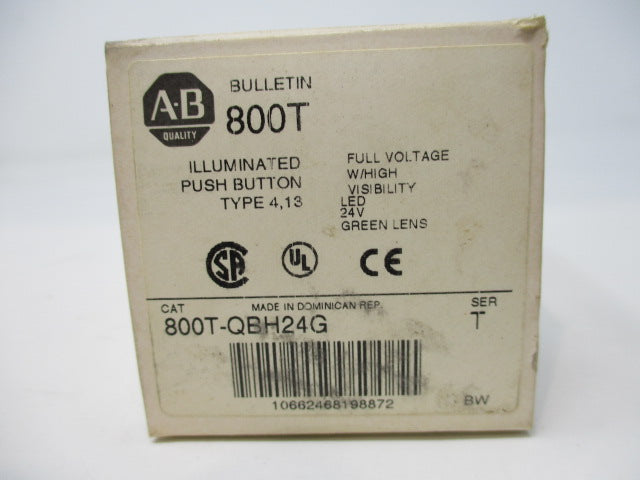 A·B
QUALITY
BULLETIN
800T
ILLUMINATED
PUSH BUTTON
TYPE 4,13
FULL VOLTAGE
W/HIGH
VISIBILITY
LED
24V
GREEN LENS
SA
UL
CE
CAT
MADE IN DOMINICAN REP.
SER
800T-QBH24G
T
10662468198872
BW